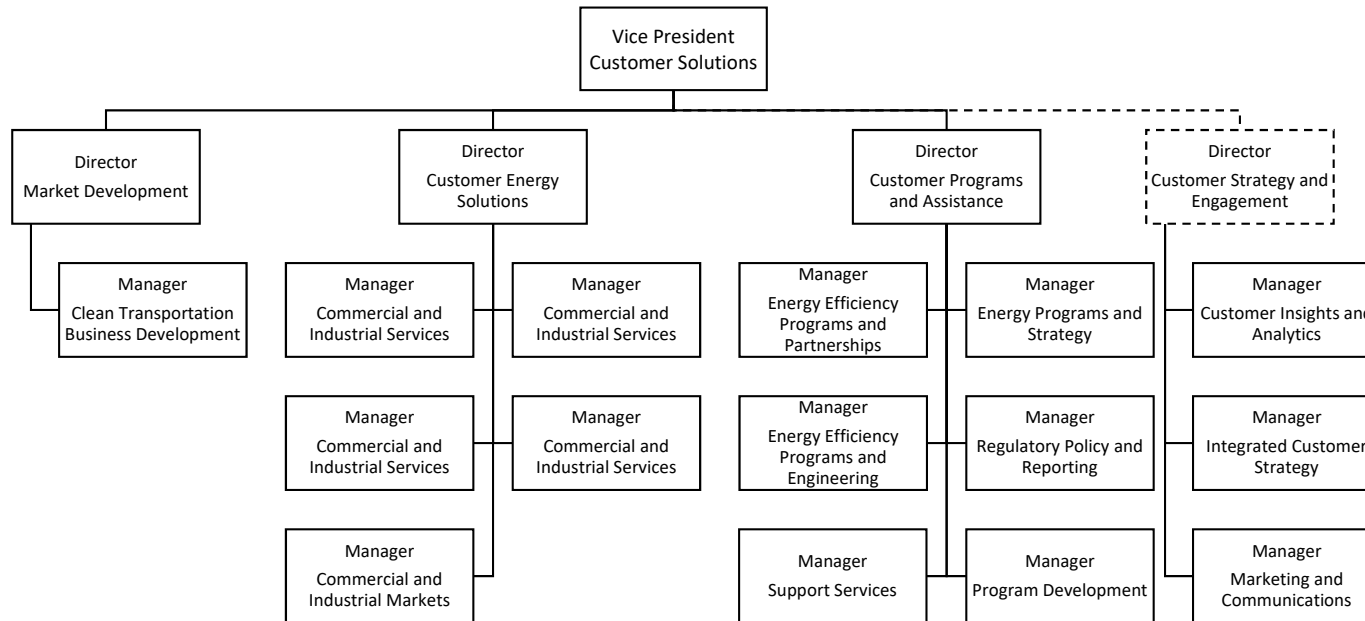 Vice President
Customer Solutions
Director
Market Development
Director
Customer Energy
Solutions
Director
Customer Programs
and Assistance
Director
Customer Strategy and
Engagement
Manager
Clean Transportation
Business Development
Manager
Commercial and
Industrial Services
Manager
Commercial and
Industrial Services
Manager
Energy Efficiency
Programs and
Partnerships
Manager
Energy Programs and
Strategy
Manager
Customer Insights and
Analytics
Manager
Commercial and
Industrial Services
Manager
Commercial and
Industrial Services
Manager
Energy Efficiency
Programs and
Engineering
Manager
Regulatory Policy and
Reporting
Manager
Integrated Customer
Strategy
Manager
Commercial and
Industrial Markets
Manager
Support Services
Manager
Program Development
Manager
Marketing and
Communications